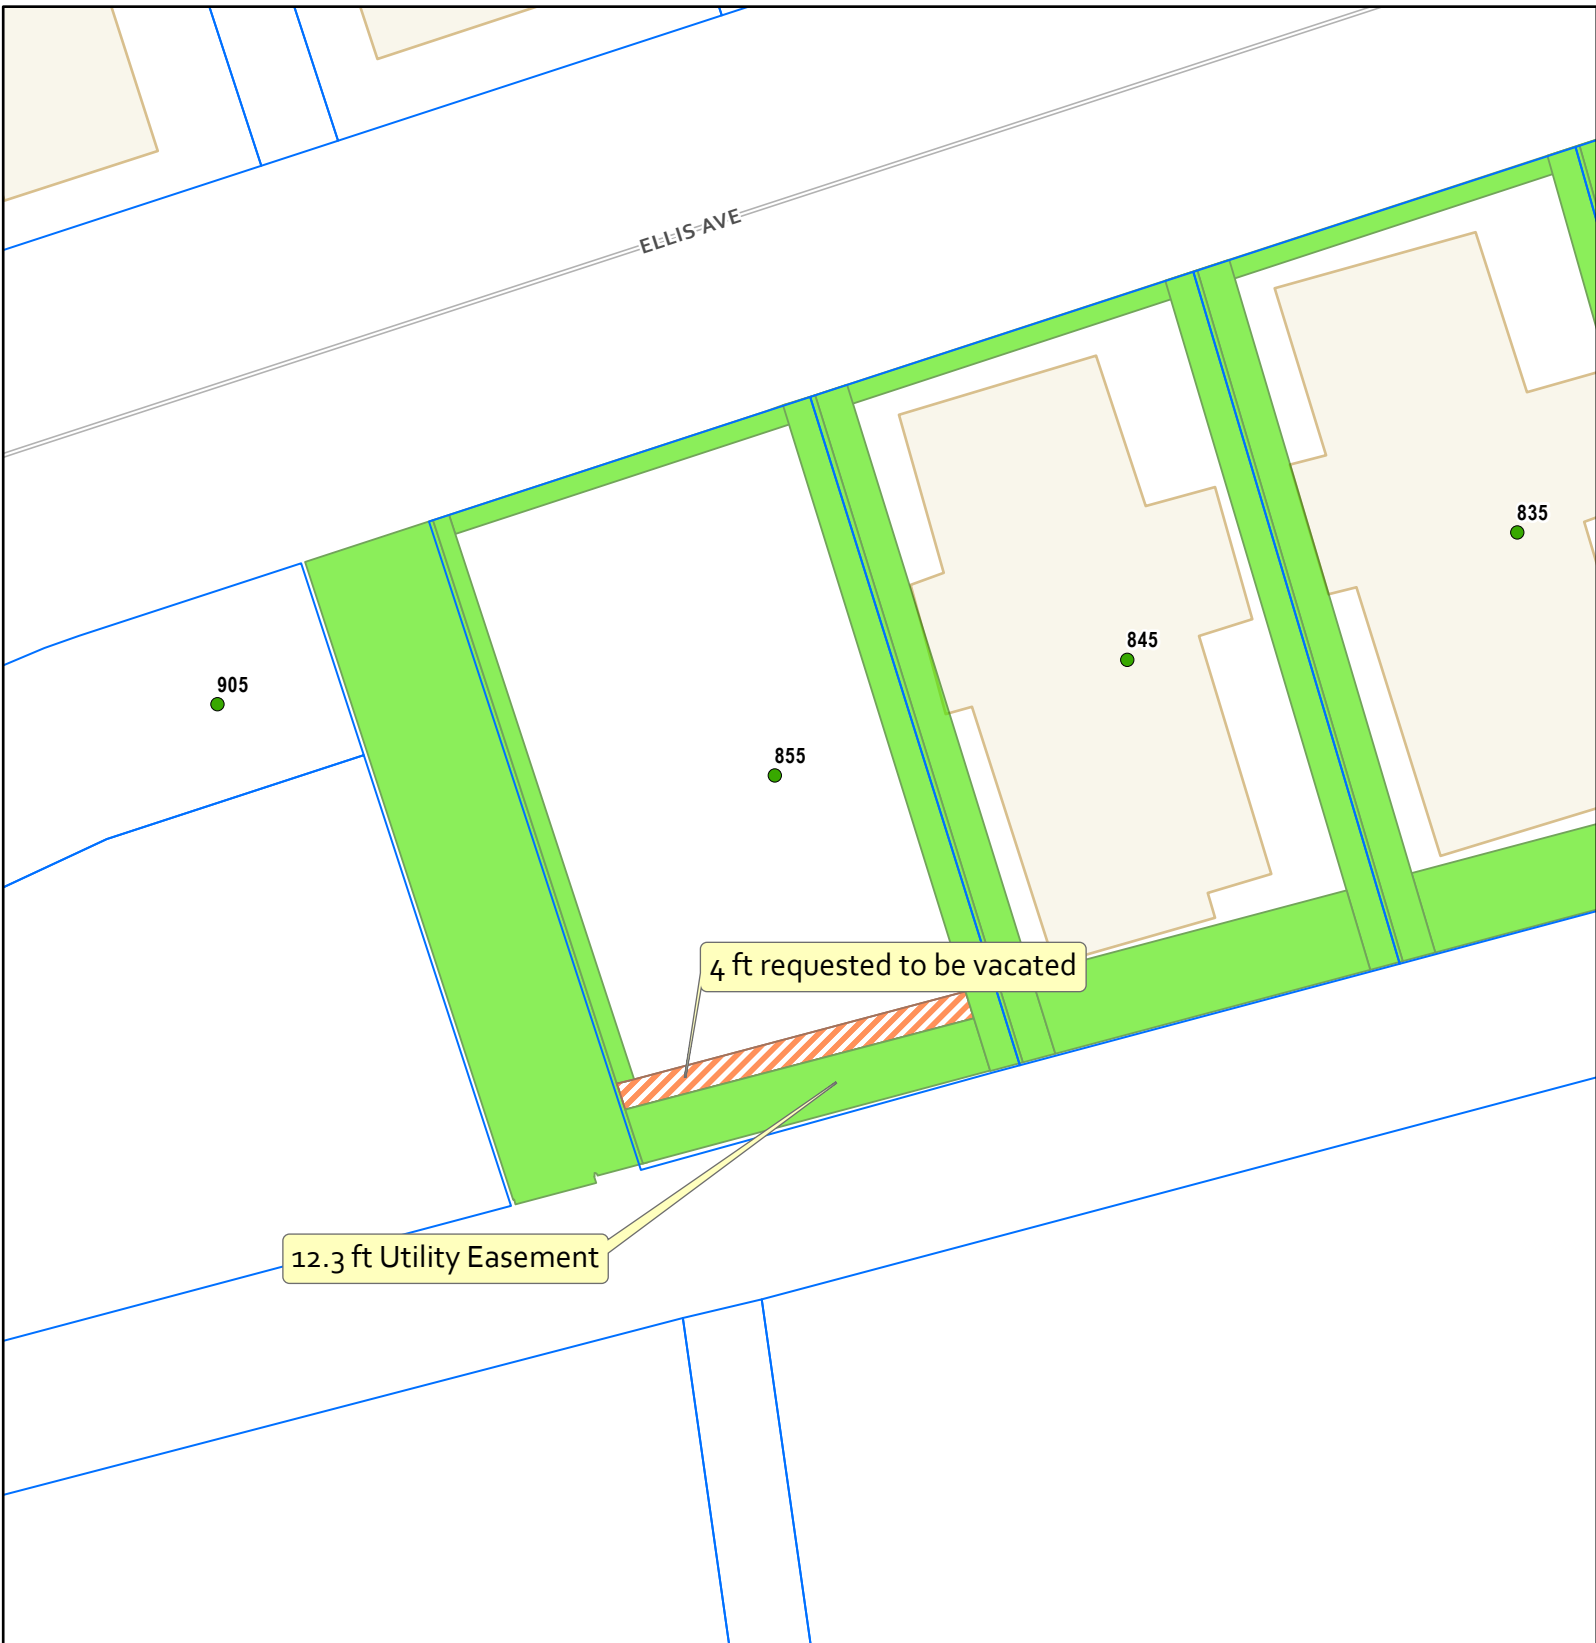 ELLIS AVE
835
845
905
855
4 ft requested to be vacated
12.3 ft Utility Easement